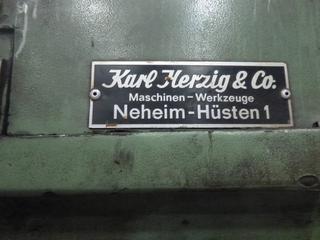 Karl Herzig & Co.
Maschinen-Werkzeuge
Neheim-Hüsten 1